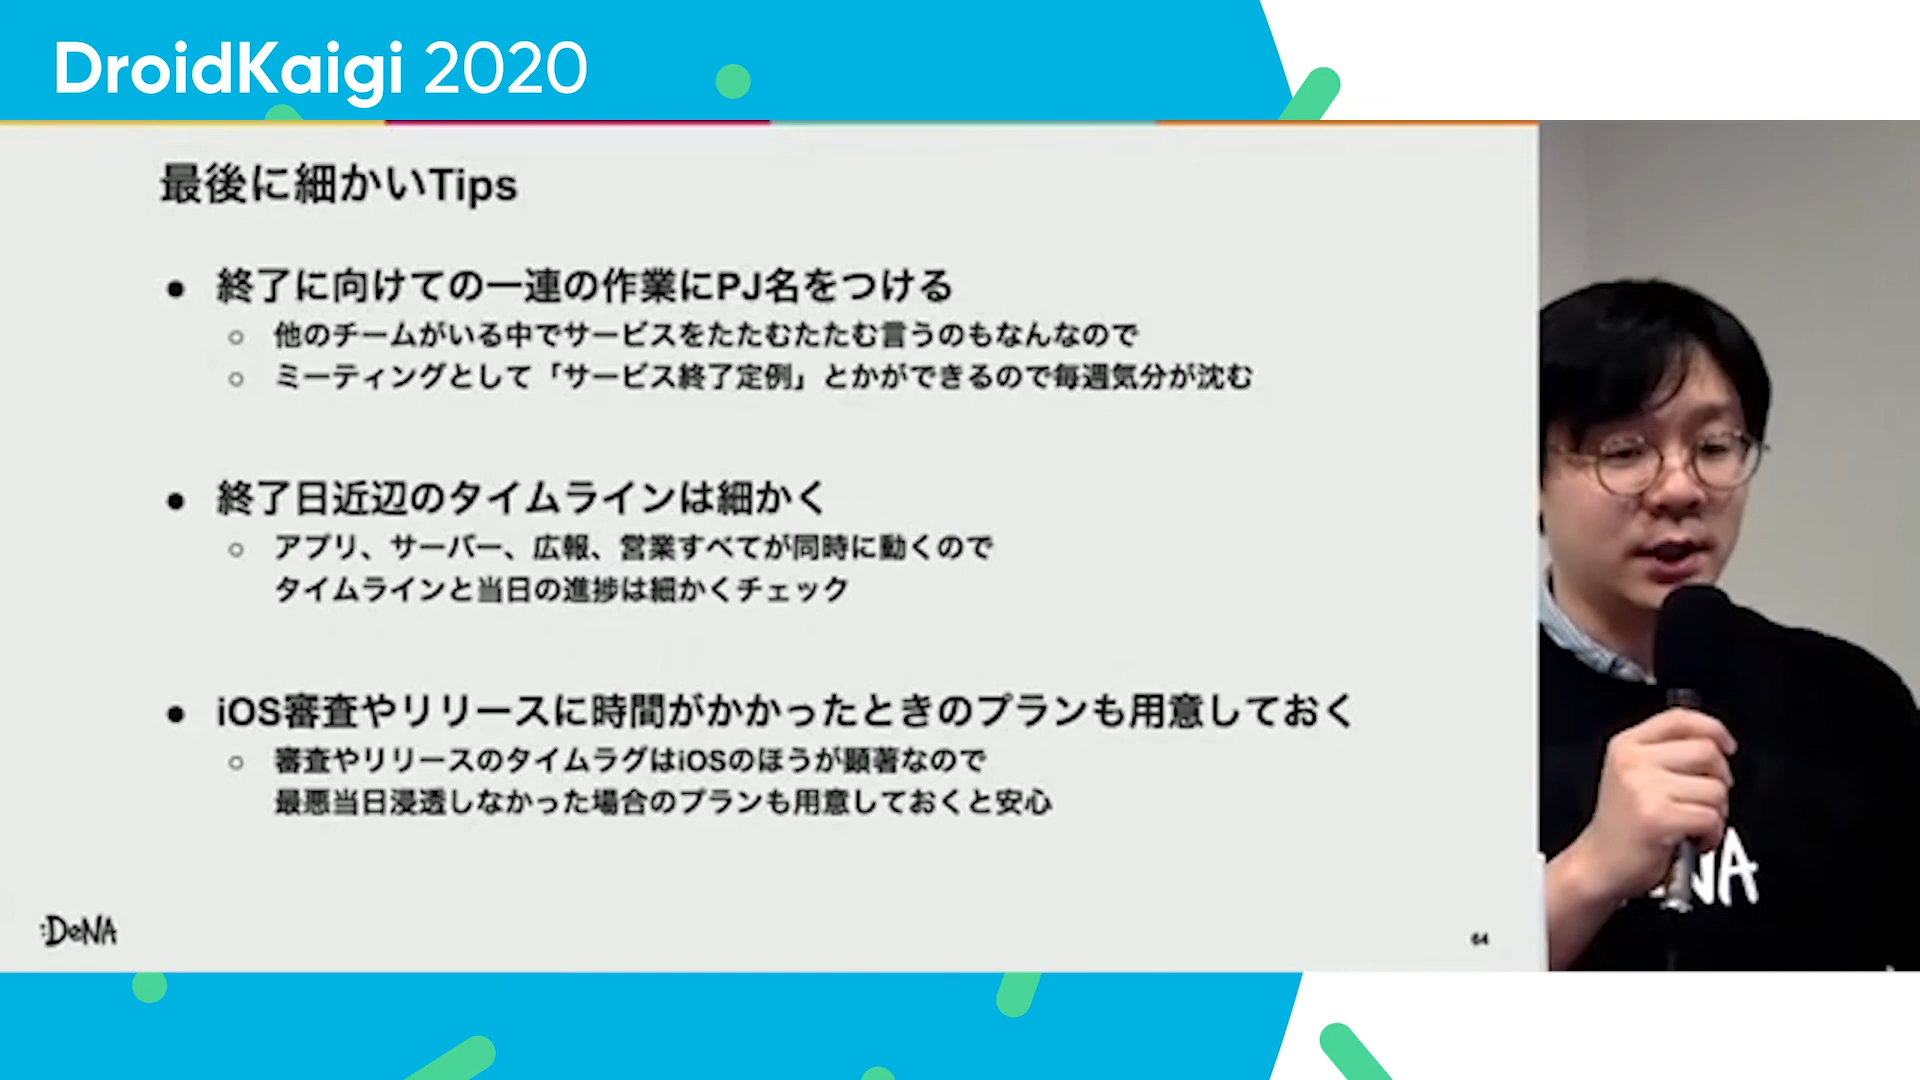 DroidKaigi 2020
最後に細かいTips
● 終了に向けての一連の作業にPJ名をつける
○ 他のチームがいる中でサービスをたたむたたむ言うのもなんなので
○ ミーティングとして「サービス終了定例」とかができるので毎週気分が沈む
● 終了日近辺のタイムラインは細かく
○ アプリ、サーバー、広報、営業すべてが同時に動くので
タイムラインと当日の進捗は細かくチェック
● iOS審査やリリースに時間がかかったときのプランも用意しておく
○ 審査やリリースのタイムラグはiOSのほうが顕著なので
最悪当日浸透しなかった場合のプランも用意しておくと安心
:DeNA
64
NA